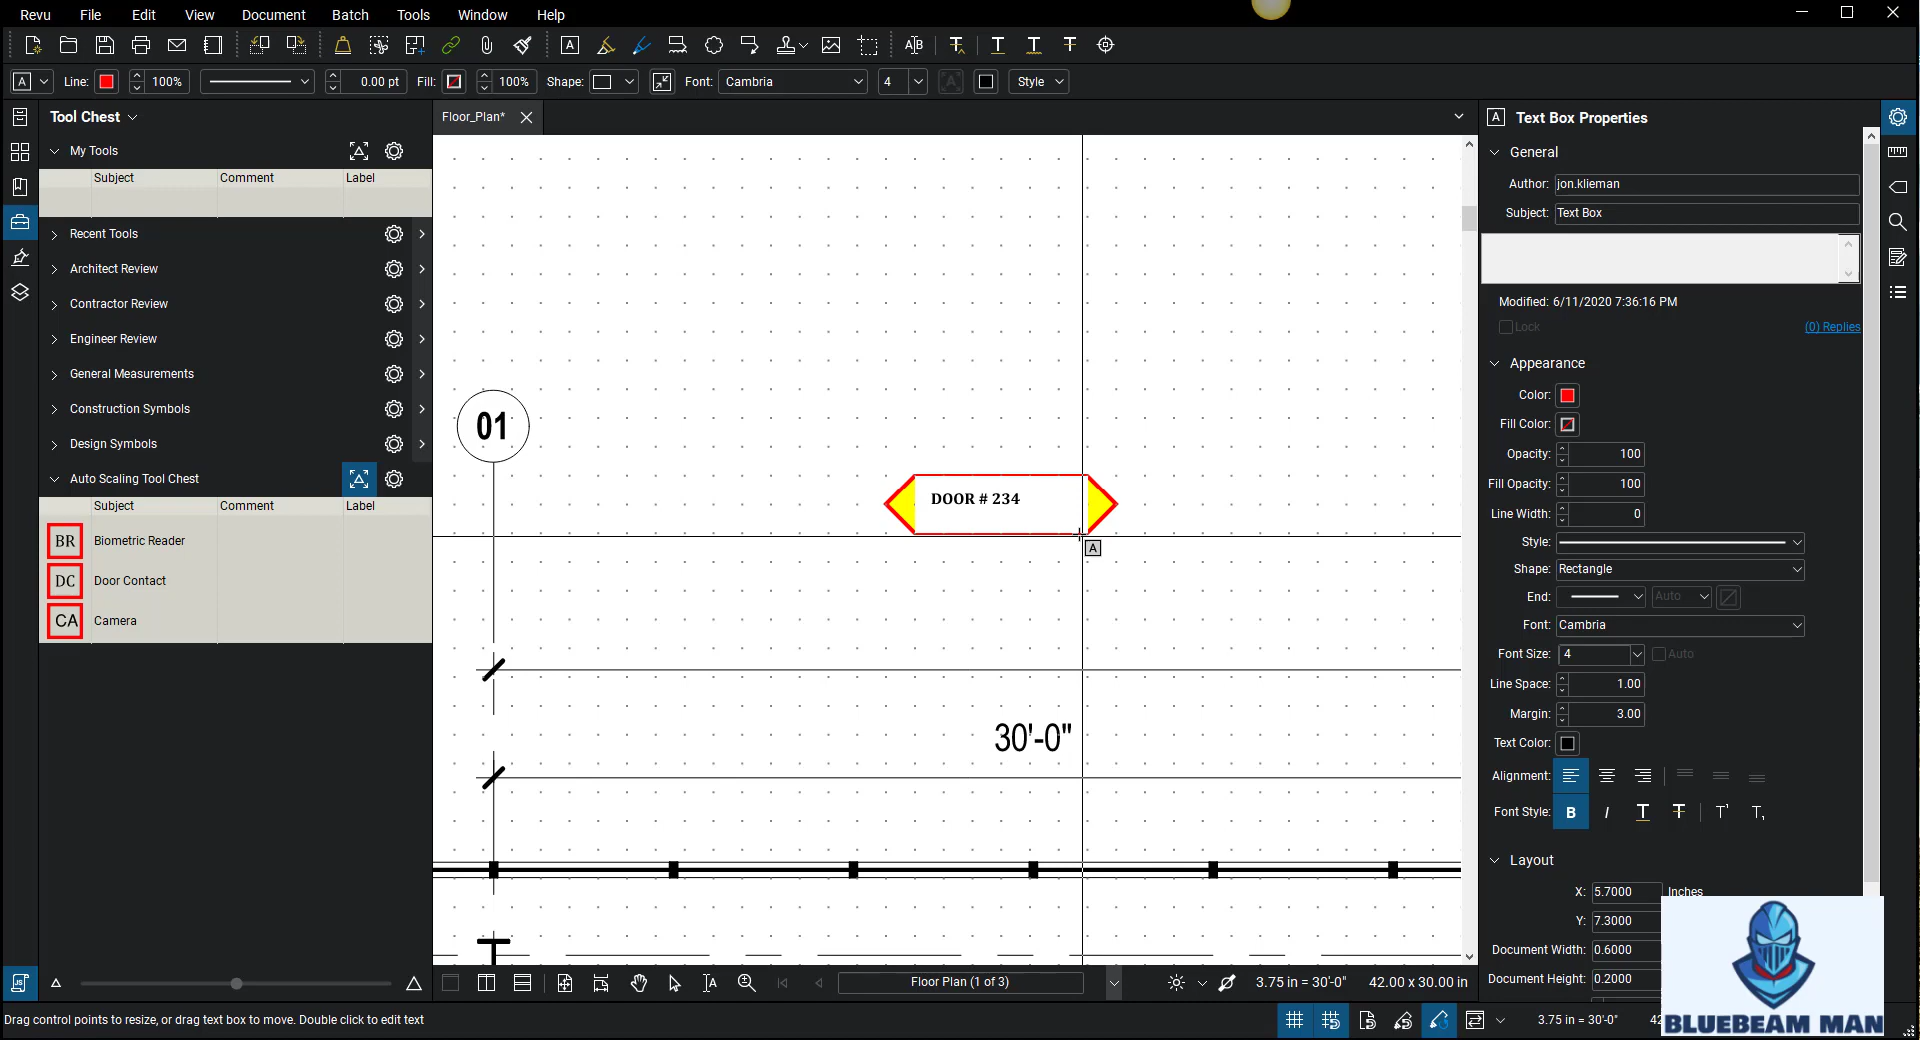 Revu File Edit View Document Batch Tools Window Help
Line: 100% 0.00 pt Fill: 100% Shape: Font: Cambria 4 Style
Tool Chest
My Tools
Subject Comment Label
Recent Tools
Architect Review
Contractor Review
Engineer Review
General Measurements
Construction Symbols
Design Symbols
Auto Scaling Tool Chest
Subject Comment Label
BR Biometric Reader
DC Door Contact
CA Camera
Floor_Plan*
01
DOOR # 234
A
30'-0"
Floor Plan (1 of 3)
3.75 in = 30'-0" 42.00 x 30.00 in
A Text Box Properties
General
Author: jon.klieman
Subject: Text Box
Modified: 6/11/2020 7:36:16 PM
Lock (0) Replies
Appearance
Color:
Fill Color:
Opacity: 100
Fill Opacity: 100
Line Width: 0
Style:
Shape: Rectangle
End: Auto
Font: Cambria
Font Size: 4 Auto
Line Space: 1.00
Margin: 3.00
Text Color:
Alignment:
Font Style: B I T T T T
Layout
X: 5.7000 Inches
Y: 7.3000
Document Width: 0.6000
Document Height: 0.2000
Drag control points to resize, or drag text box to move. Double click to edit text
3.75 in = 30'-0" 42
BLUEBEAM MAN